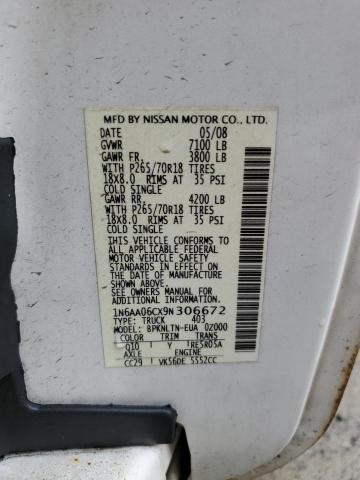 MFD BY NISSAN MOTOR CO., LTD.
DATE 05/08
GVWR 7100 LB
GAWR FR. 3800 LB
WITH P265/70R18 TIRES
18X8.0 RIMS AT 35 PSI
COLD SINGLE
GAWR RR. 4200 LB
WITH P265/70R18 TIRES
18X8.0 RIMS AT 35 PSI
COLD SINGLE
THIS VEHICLE CONFORMS TO
ALL APPLICABLE FEDERAL
MOTOR VEHICLE SAFETY
STANDARDS IN EFFECT ON THE
DATE OF MANUFACTURE SHOWN
ABOVE.
SEE OWNERS MANUAL
1N6AA06CX9N306672
TYPE: TRUCK 403
MODEL: BPKNLTN-EUA 02000
COLOR TRIM TRANS
Q10 Y RE5R05A
AXLE ENGINE
CC29 VK56DE 5552CC